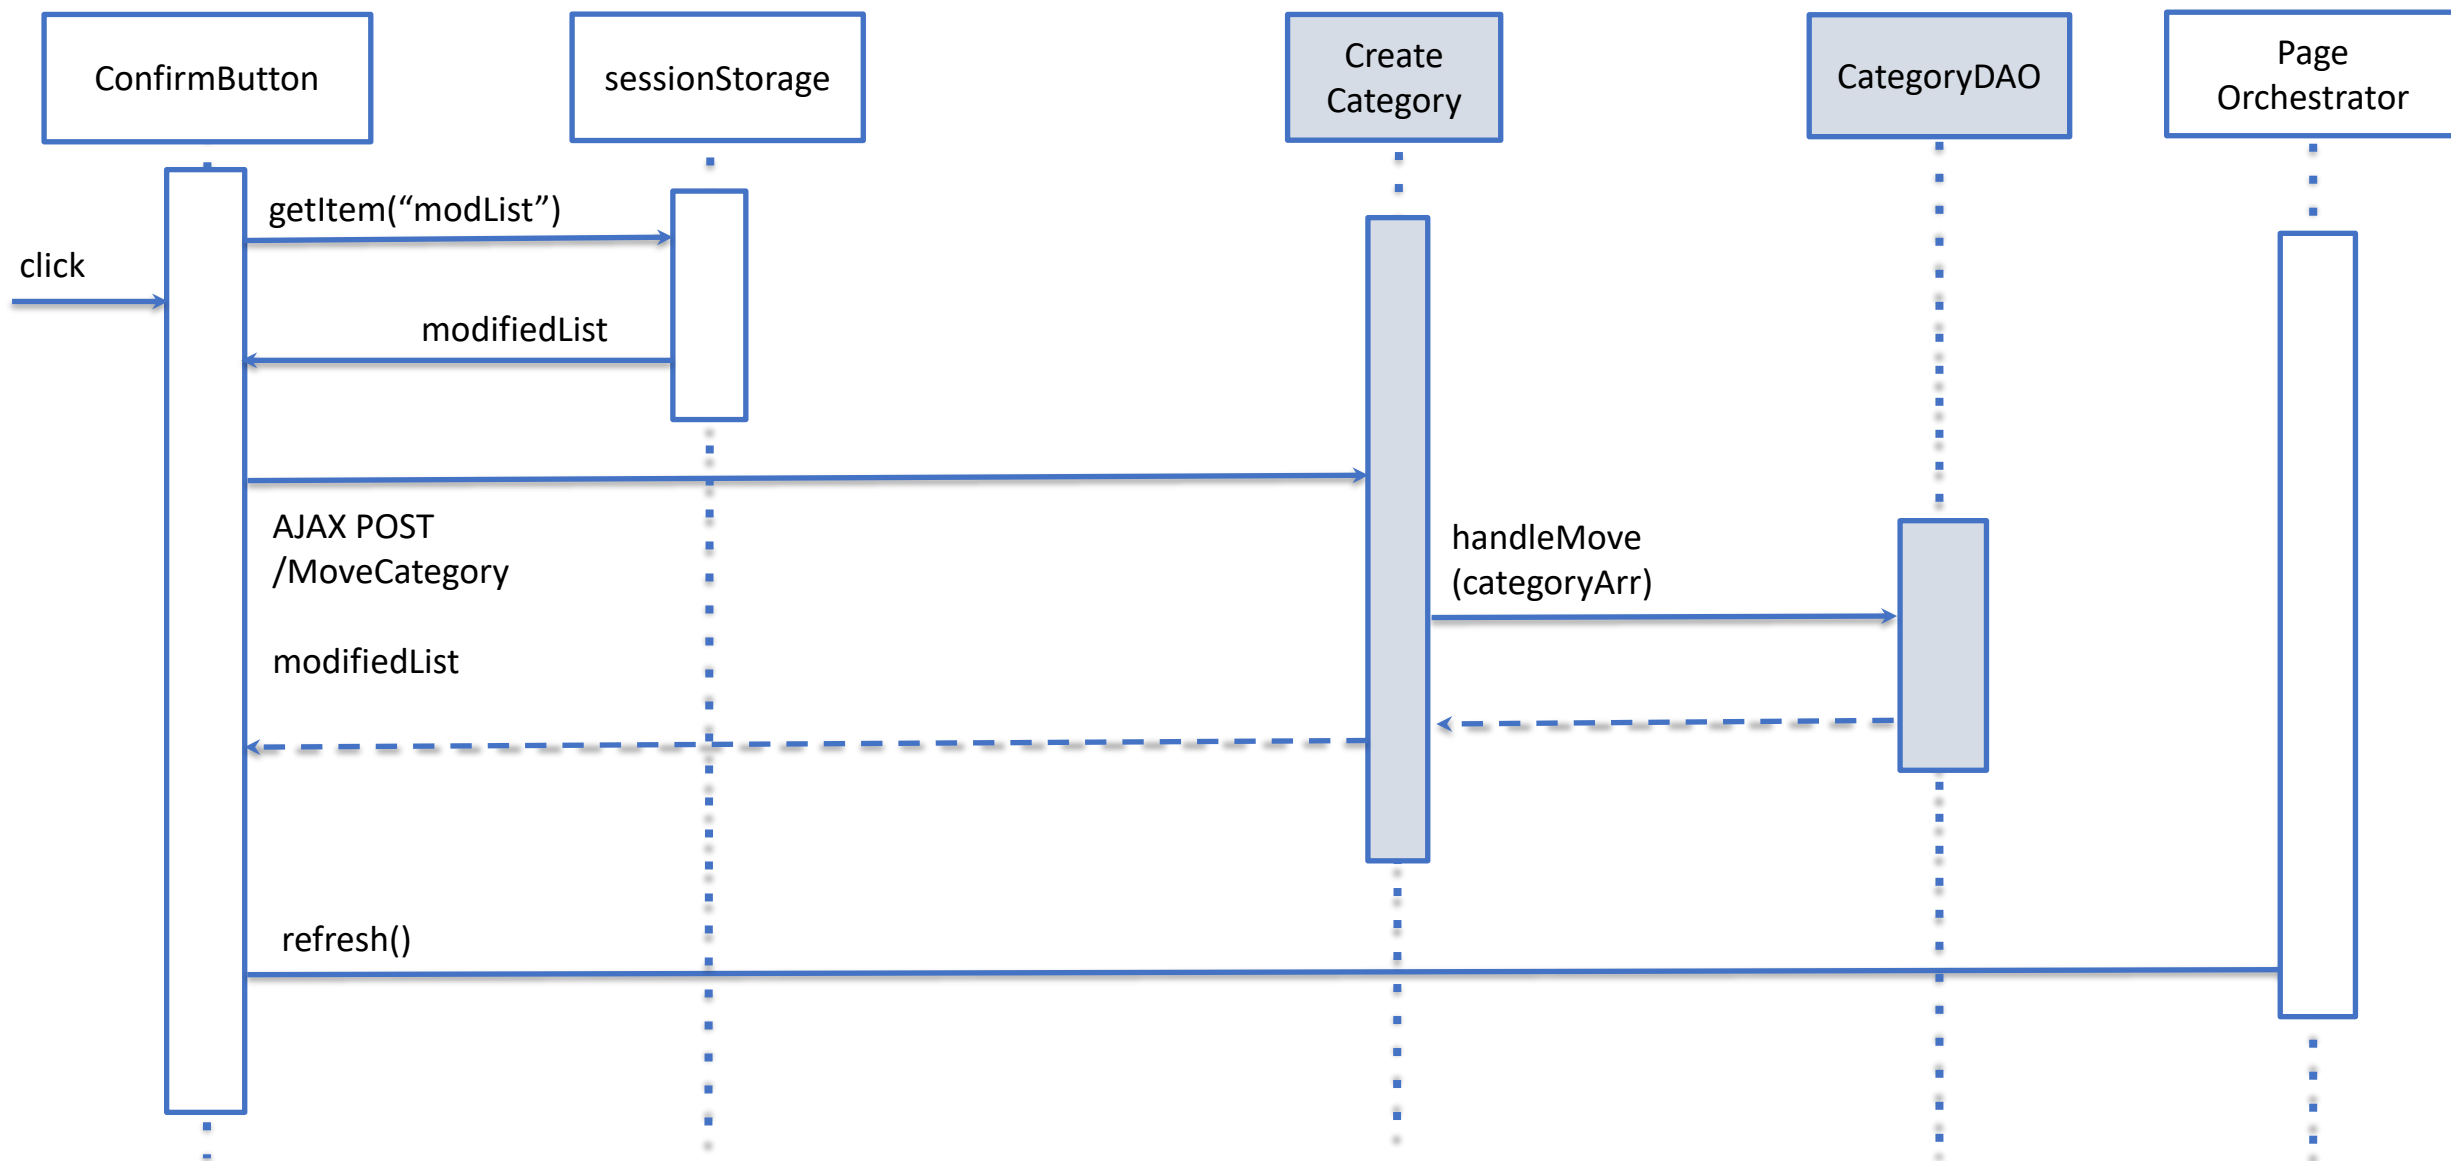 ConfirmButton
sessionStorage
Create
Category
CategoryDAO
Page
Orchestrator
getItem(“modList”)
click
modifiedList
AJAX POST
/MoveCategory
modifiedList
handleMove
(categoryArr)
refresh()